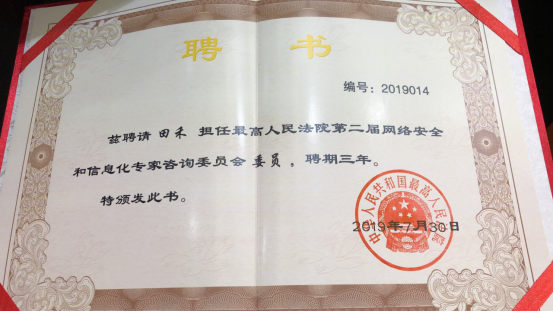 聘 书
编号：2019014
兹聘请 田禾 担任最高人民法院第二届网络安全
和信息化专家咨询委员会 委员 。聘期三年。
特颁发此书。
中华人民共和国最高人民法院
2019年7月30日